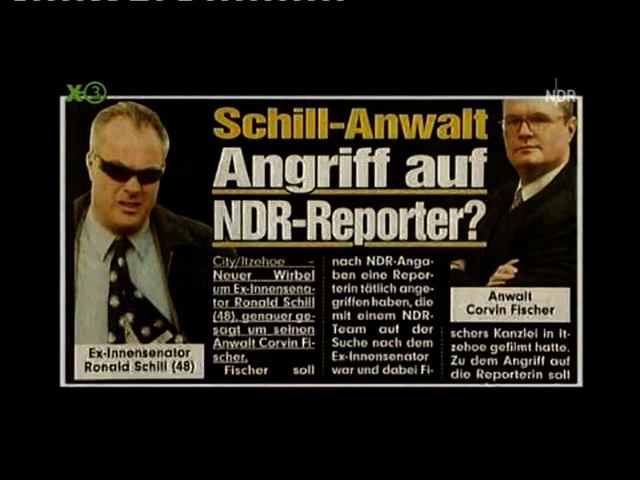 X3
NDR
Schill-Anwalt
Angriff auf
NDR-Reporter?
City/Itzehoe –
Neuer Wirbel
um Ex-Innensena-
tor Ronald Schill
(48), genauer ge-
sagt um seinen
Anwalt Corvin Fi-
scher.
Fischer soll
nach NDR-Anga-
ben eine Repor-
terin tätlich ange-
griffen haben, die
mit einem NDR-
Team auf der
Suche nach dem
Ex-Innensenator
war und dabei Fi-
schers Kanzlei in It-
zehoe gefilmt hatte.
Zu dem Angriff auf
die Reporterin soll
Ex-Innensenator
Ronald Schill (48)
Anwalt
Corvin Fischer